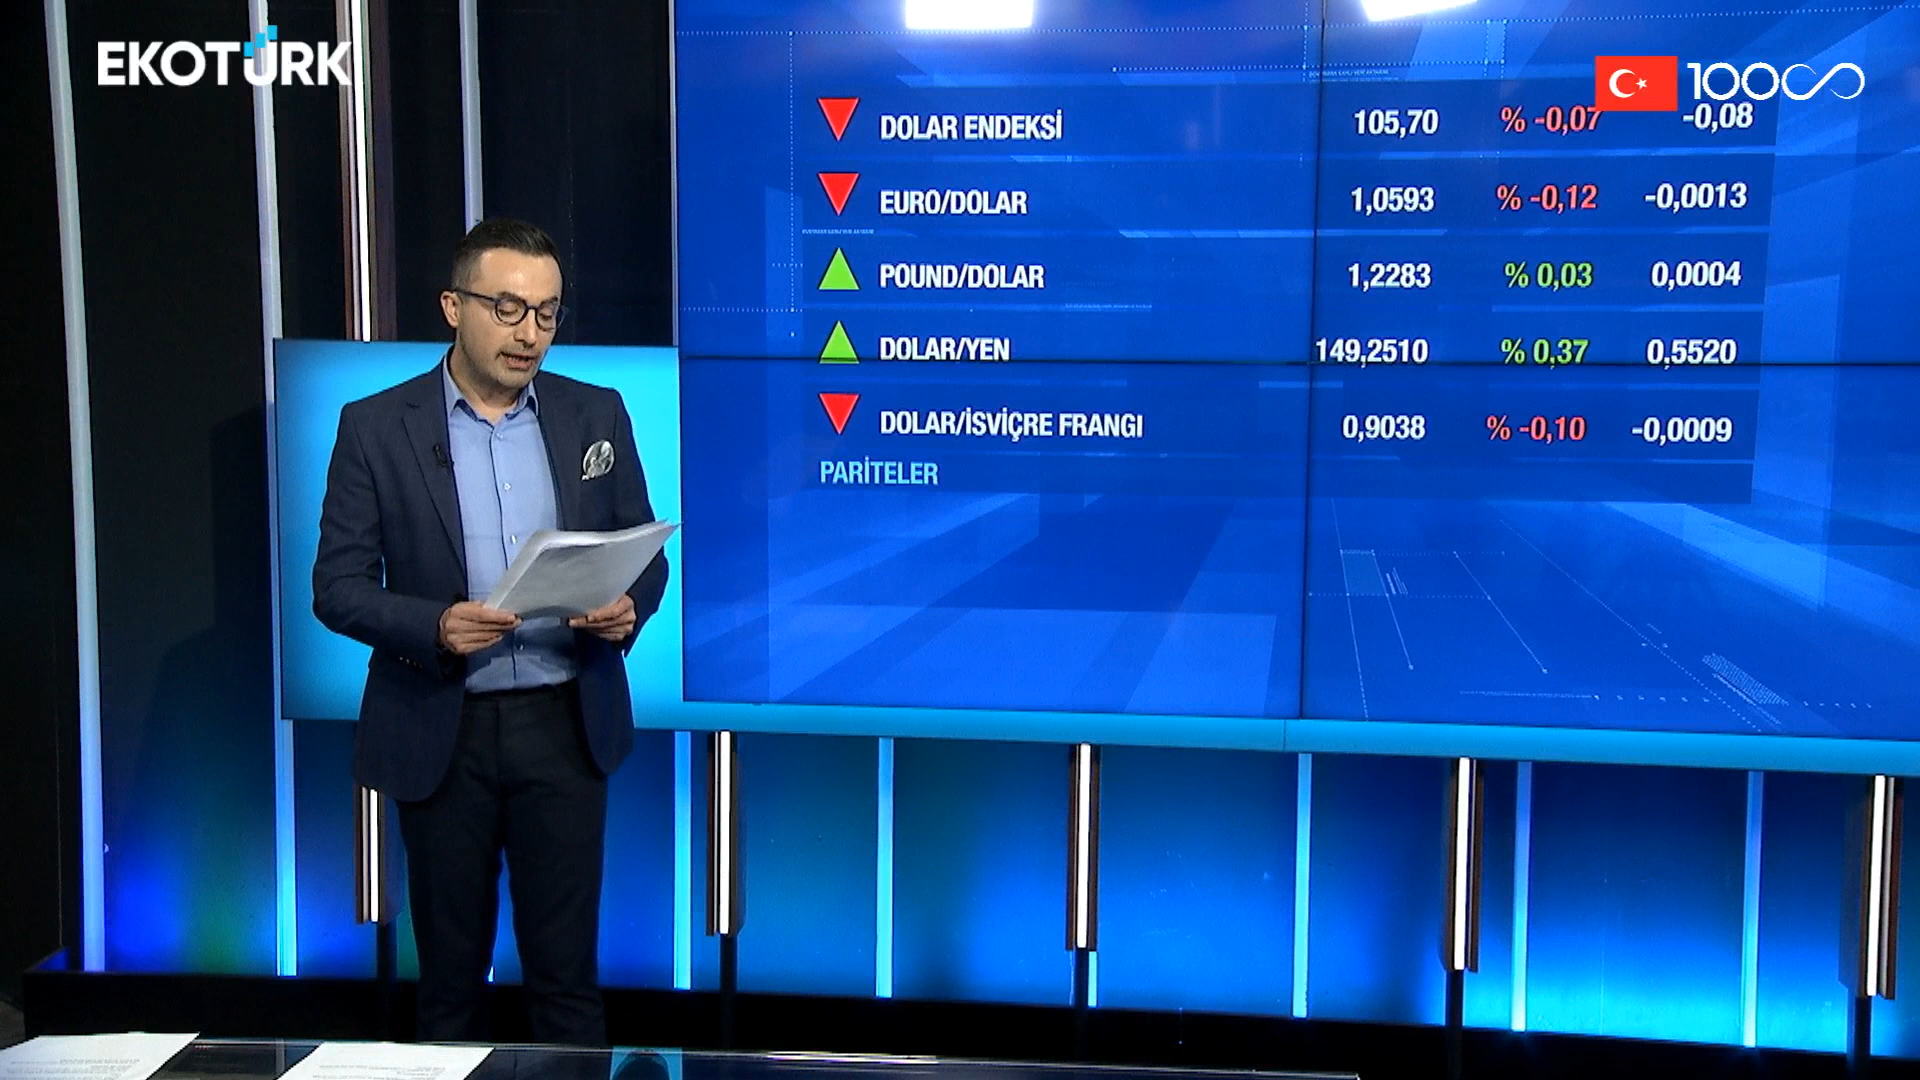 EKOTÜRK
100
DOLAR ENDEKSİ 105,70 % -0,07 -0,08
EURO/DOLAR 1,0593 % -0,12 -0,0013
POUND/DOLAR 1,2283 % 0,03 0,0004
DOLAR/YEN 149,2510 % 0,37 0,5520
DOLAR/İSVİÇRE FRANGI 0,9038 % -0,10 -0,0009
PARİTELER